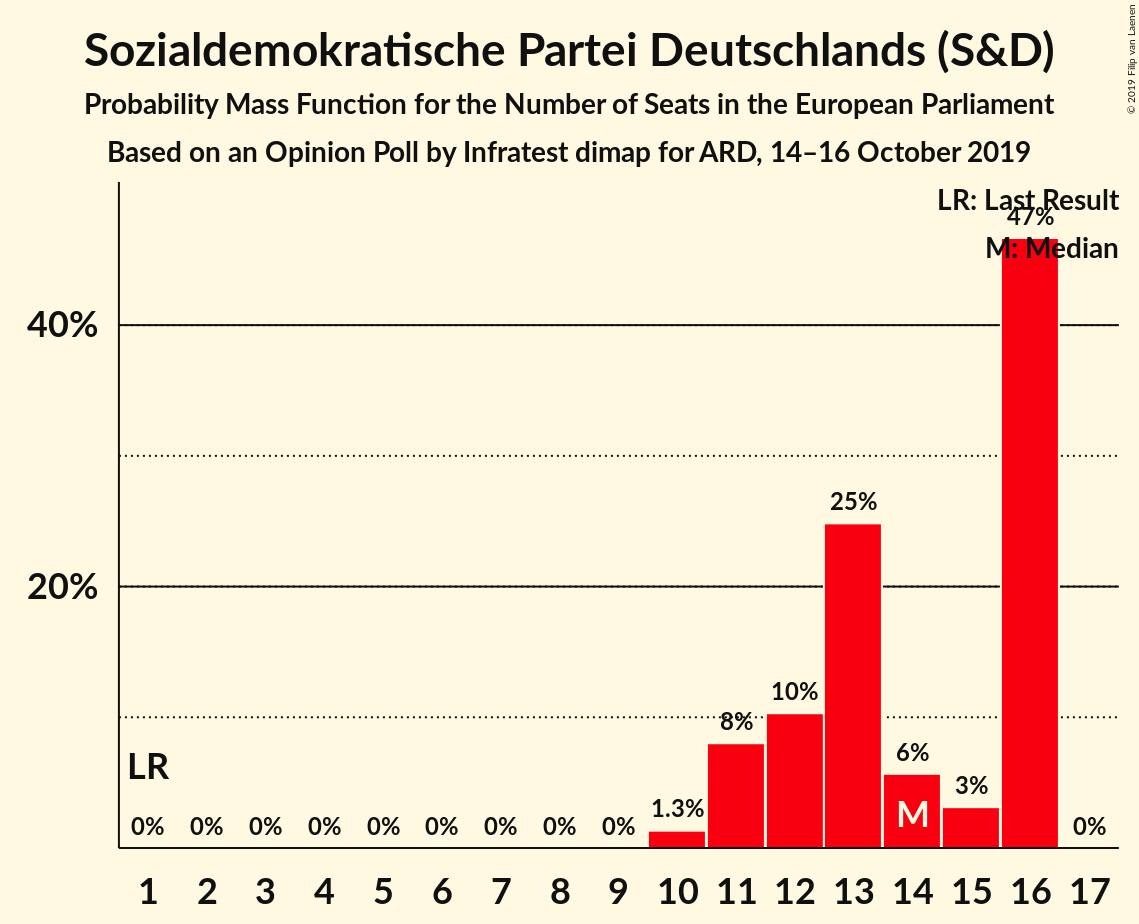 Sozialdemokratische Partei Deutschlands (S&D)
Probability Mass Function for the Number of Seats in the European Parliament
Based on an Opinion Poll by Infratest dimap for ARD, 14–16 October 2019
© 2019 Filip van Laenen
LR: Last Result
47%
M: Median
40%
25%
20%
10%
8%
6%
3%
1.3%
LR
M
0% 0% 0% 0% 0% 0% 0% 0% 0% 0%
1 2 3 4 5 6 7 8 9 10 11 12 13 14 15 16 17